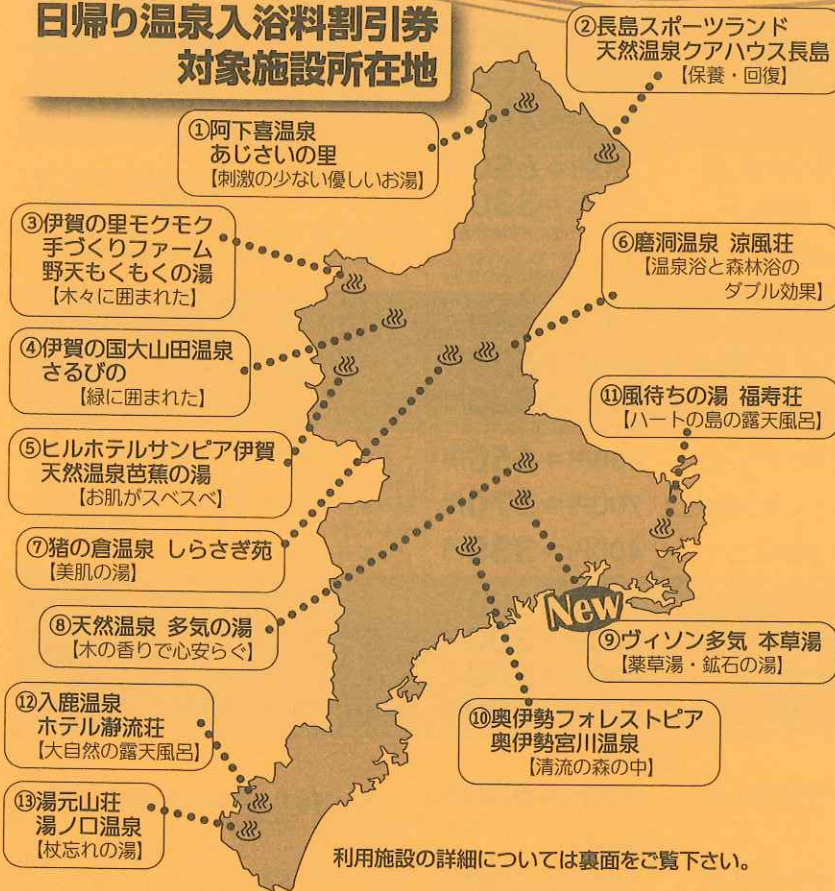 日帰り温泉入浴料割引券
対象施設所在地
①阿下喜温泉
あじさいの里
【刺激の少ない優しいお湯】
②長島スポーツランド
天然温泉クアハウス長島
【保養・回復】
③伊賀の里モクモク
手づくりファーム
野天もくもくの湯
【木々に囲まれた】
④伊賀の国大山田温泉
さるびの
【緑に囲まれた】
⑤ヒルホテルサンピア伊賀
天然温泉芭蕉の湯
【お肌がスベスベ】
⑥磨洞温泉 涼風荘
【温泉浴と森林浴の
ダブル効果】
⑦猪の倉温泉 しらさぎ苑
【美肌の湯】
⑧天然温泉 多気の湯
【木の香りで心安らぐ】
New
⑨ヴィソン多気 本草湯
【薬草湯・鉱石の湯】
⑩奥伊勢フォレストピア
奥伊勢宮川温泉
【清流の森の中】
⑪風待ちの湯 福寿荘
【ハートの島の露天風呂】
⑫入鹿温泉
ホテル瀞流荘
【大自然の露天風呂】
⑬湯元山荘
湯ノ口温泉
【杖忘れの湯】
利用施設の詳細については裏面をご覧下さい。